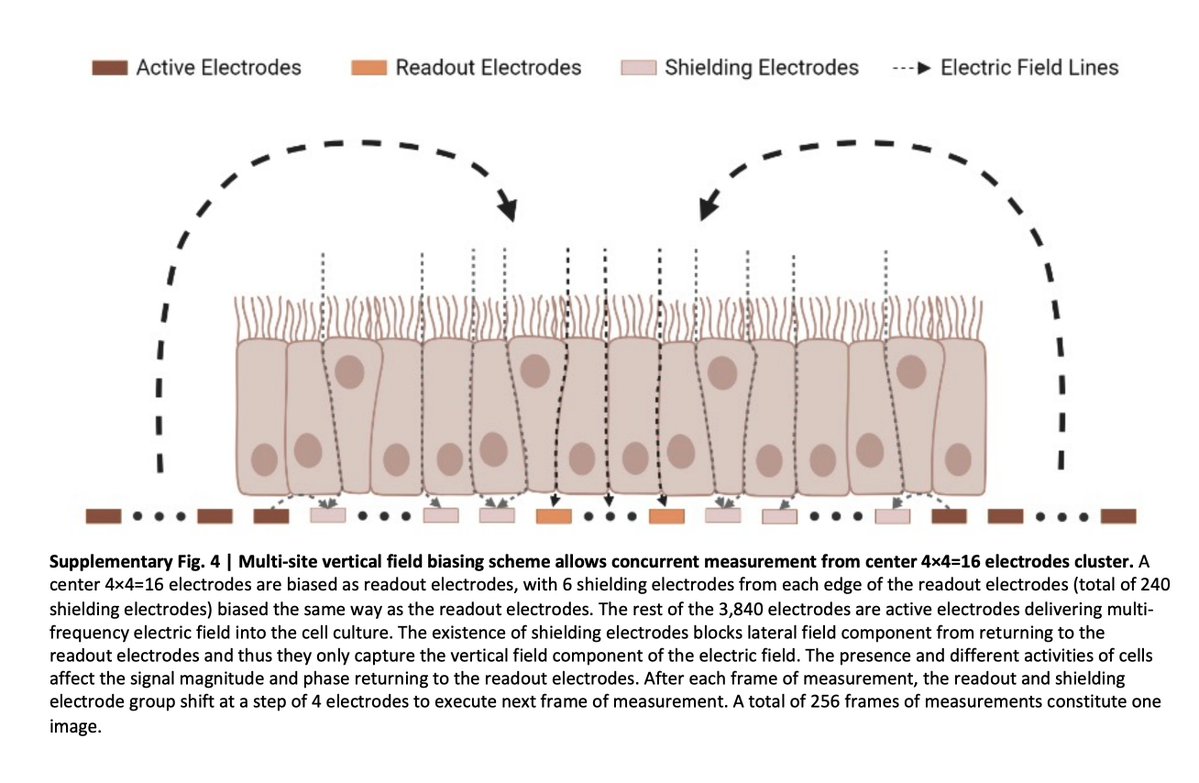 Active Electrodes Readout Electrodes Shielding Electrodes Electric Field Lines
Supplementary Fig. 4 | Multi-site vertical field biasing scheme allows concurrent measurement from center 4×4=16 electrodes cluster. A
center 4×4=16 electrodes are biased as readout electrodes, with 6 shielding electrodes from each edge of the readout electrodes (total of 240
shielding electrodes) biased the same way as the readout electrodes. The rest of the 3,840 electrodes are active electrodes delivering multi-
frequency electric field into the cell culture. The existence of shielding electrodes blocks lateral field component from returning to the
readout electrodes and thus they only capture the vertical field component of the electric field. The presence and different activities of cells
affect the signal magnitude and phase returning to the readout electrodes. After each frame of measurement, the readout and shielding
electrode group shift at a step of 4 electrodes to execute next frame of measurement. A total of 256 frames of measurements constitute one
image.